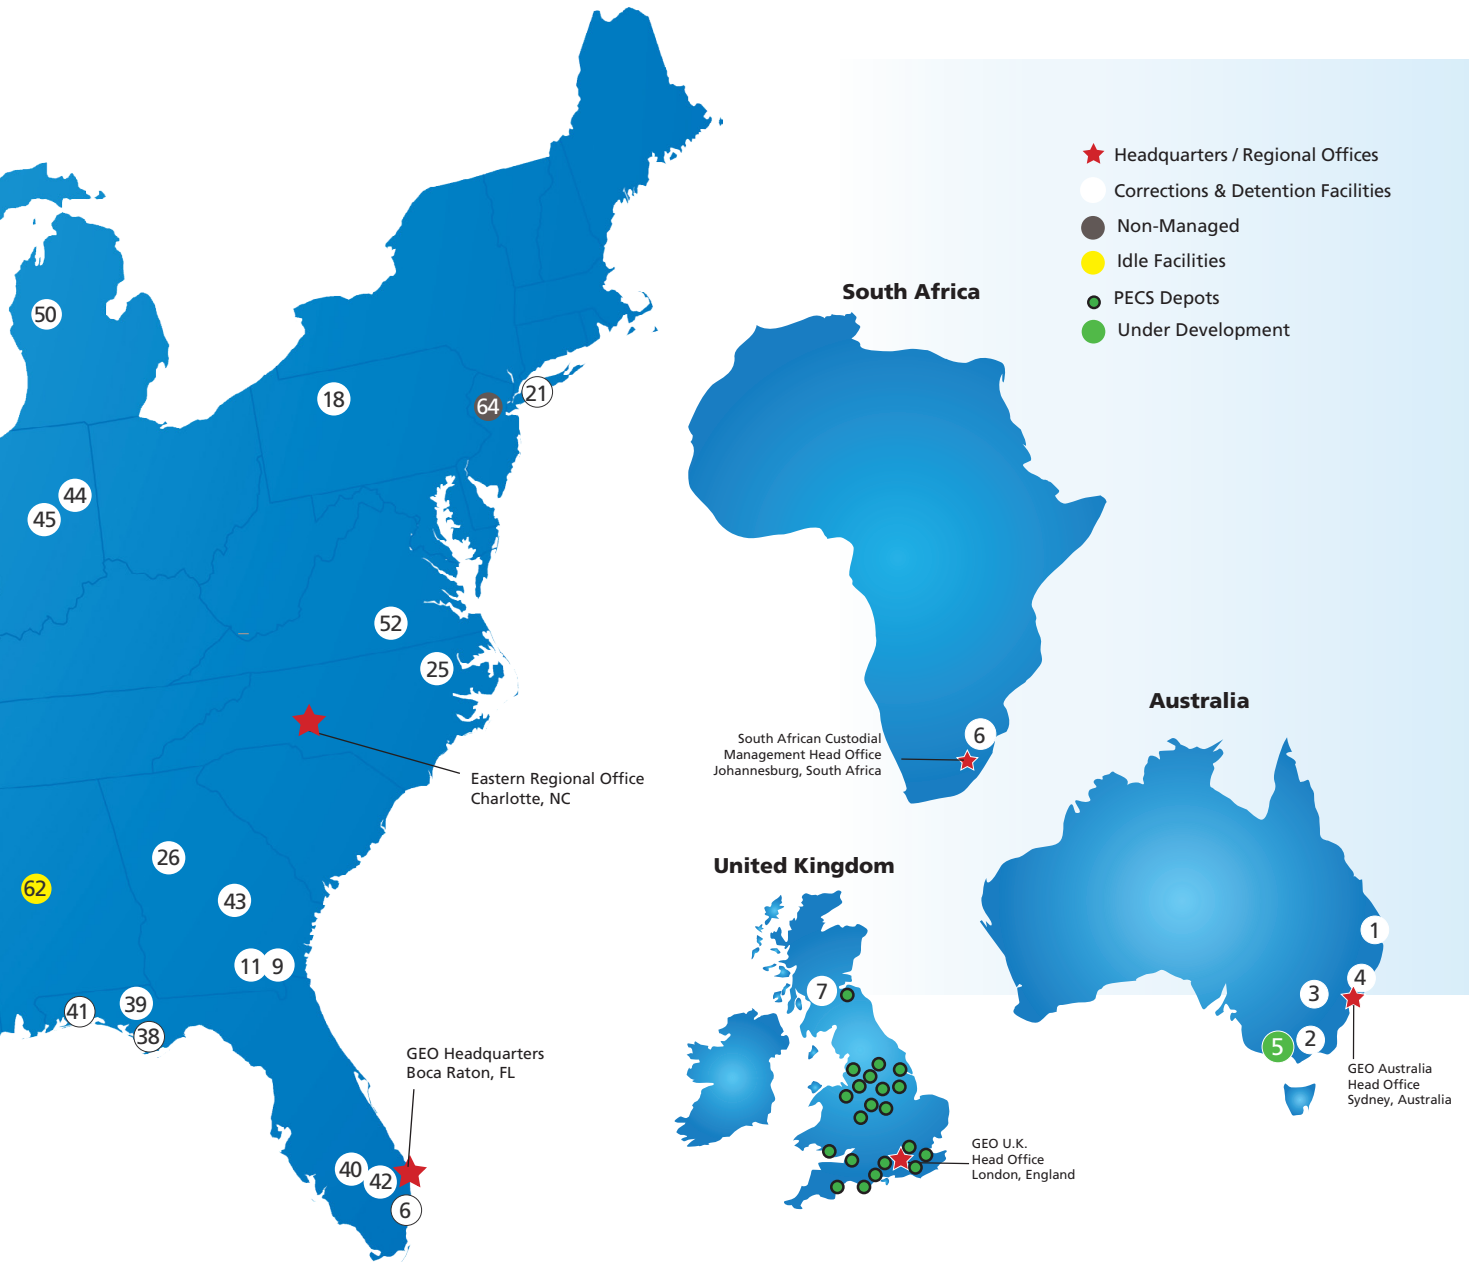 Headquarters / Regional Offices
Corrections & Detention Facilities
Non-Managed
Idle Facilities
PECS Depots
Under Development
50
18
64
21
44
45
52
25
Eastern Regional Office
Charlotte, NC
26
62
43
11
9
39
41
38
GEO Headquarters
Boca Raton, FL
40
42
6
South Africa
6
South African Custodial
Management Head Office
Johannesburg, South Africa
United Kingdom
7
GEO U.K.
Head Office
London, England
Australia
1
4
3
2
5
GEO Australia
Head Office
Sydney, Australia